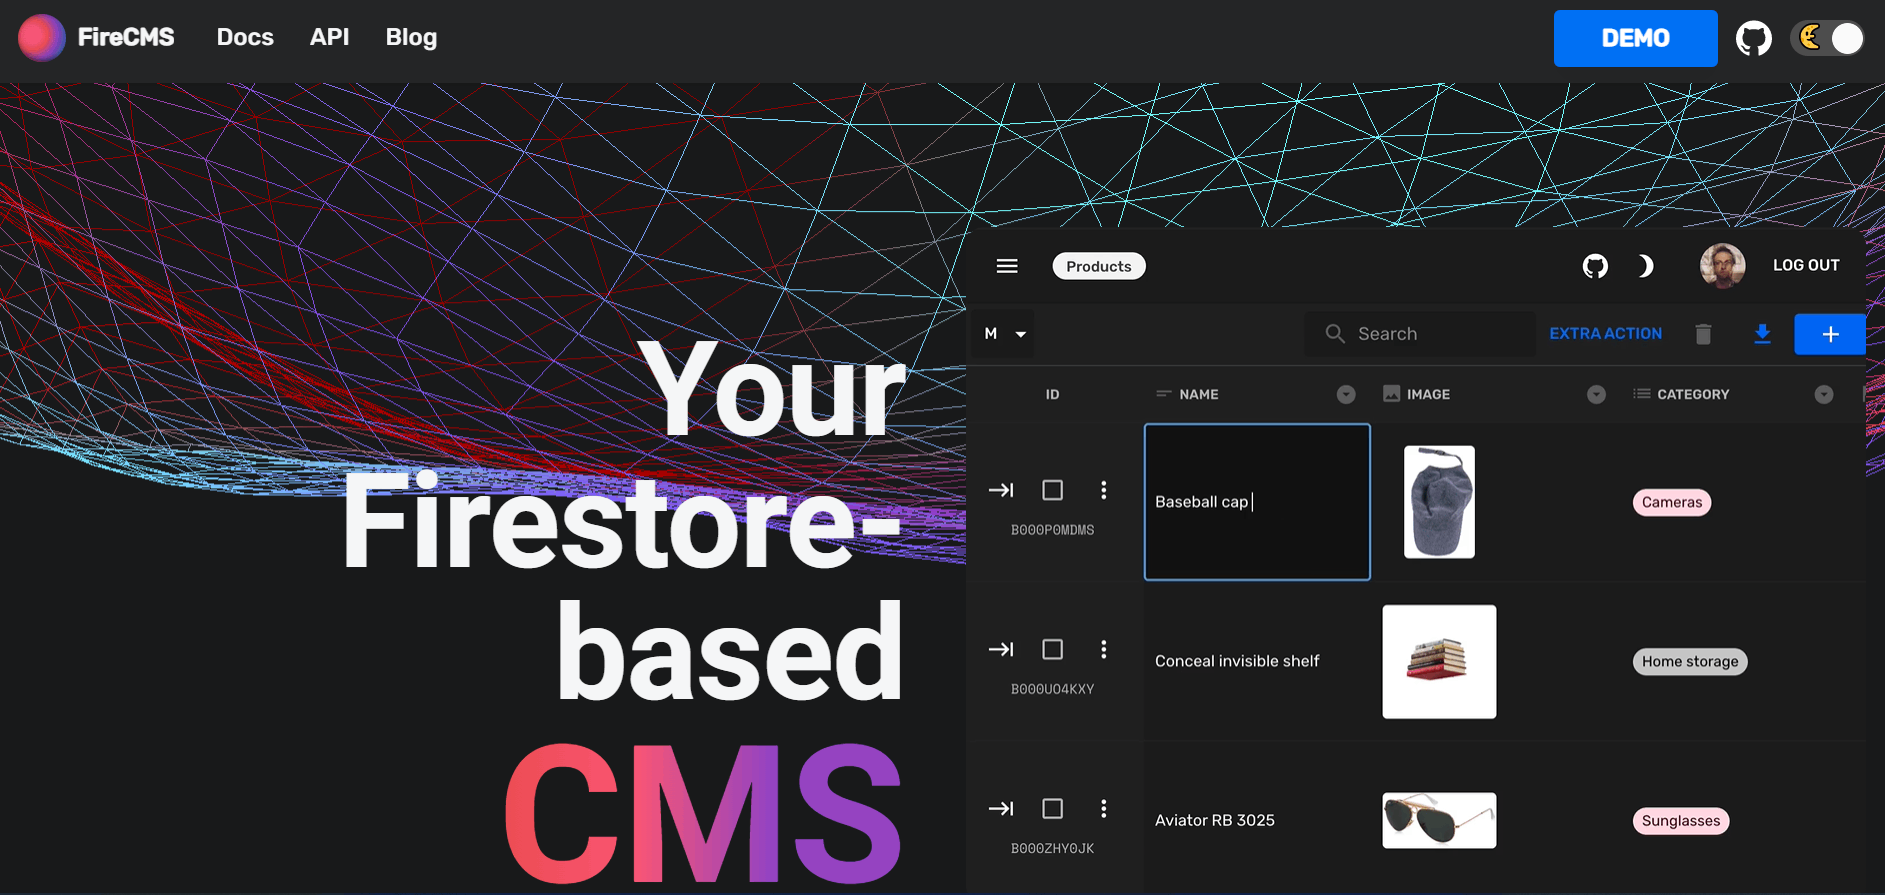 FireCMS Docs API Blog DEMO
Products LOG OUT
M Search EXTRA ACTION
ID NAME IMAGE CATEGORY
Baseball cap Cameras
B000P0MDMS
Conceal invisible shelf Home storage
B000UO4KXY
Aviator RB 3025 Sunglasses
B000ZHY0JK
Your
Firestore-
based
CMS